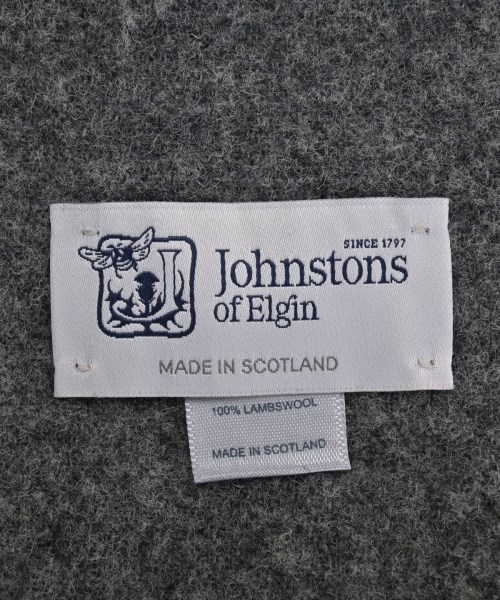 SINCE 1797
Johnstons
of Elgin
MADE IN SCOTLAND
100% LAMBSWOOL
MADE IN SCOTLAND